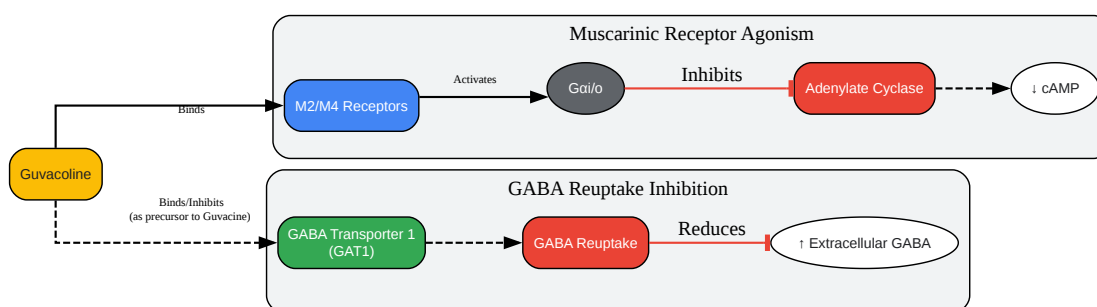 Muscarinic Receptor Agonism
Activates
Inhibits
M2/M4 Receptors
Gαi/o
Adenylate Cyclase
↓ cAMP
Binds
Guvacoline
GABA Reuptake Inhibition
Binds/Inhibits
(as precursor to Guvacine)
GABA Transporter 1
(GAT1)
GABA Reuptake
Reduces
↑ Extracellular GABA